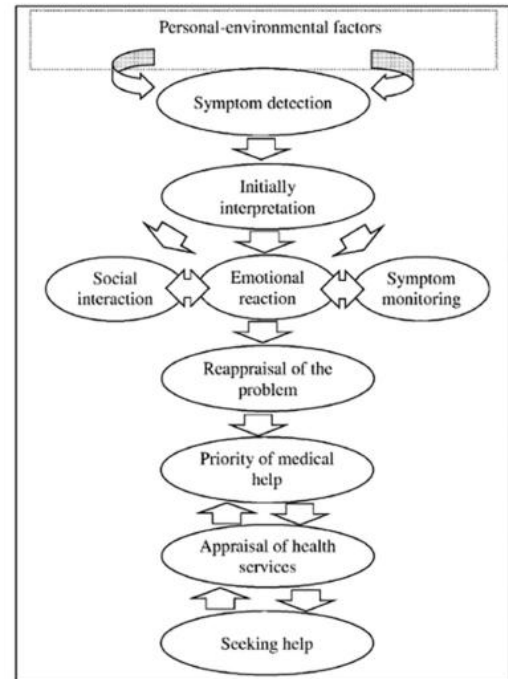 Personal-environmental factors
Symptom detection
Initially
interpretation
Social
interaction
Emotional
reaction
Symptom
monitoring
Reappraisal of the
problem
Priority of medical
help
Appraisal of health
services
Seeking help